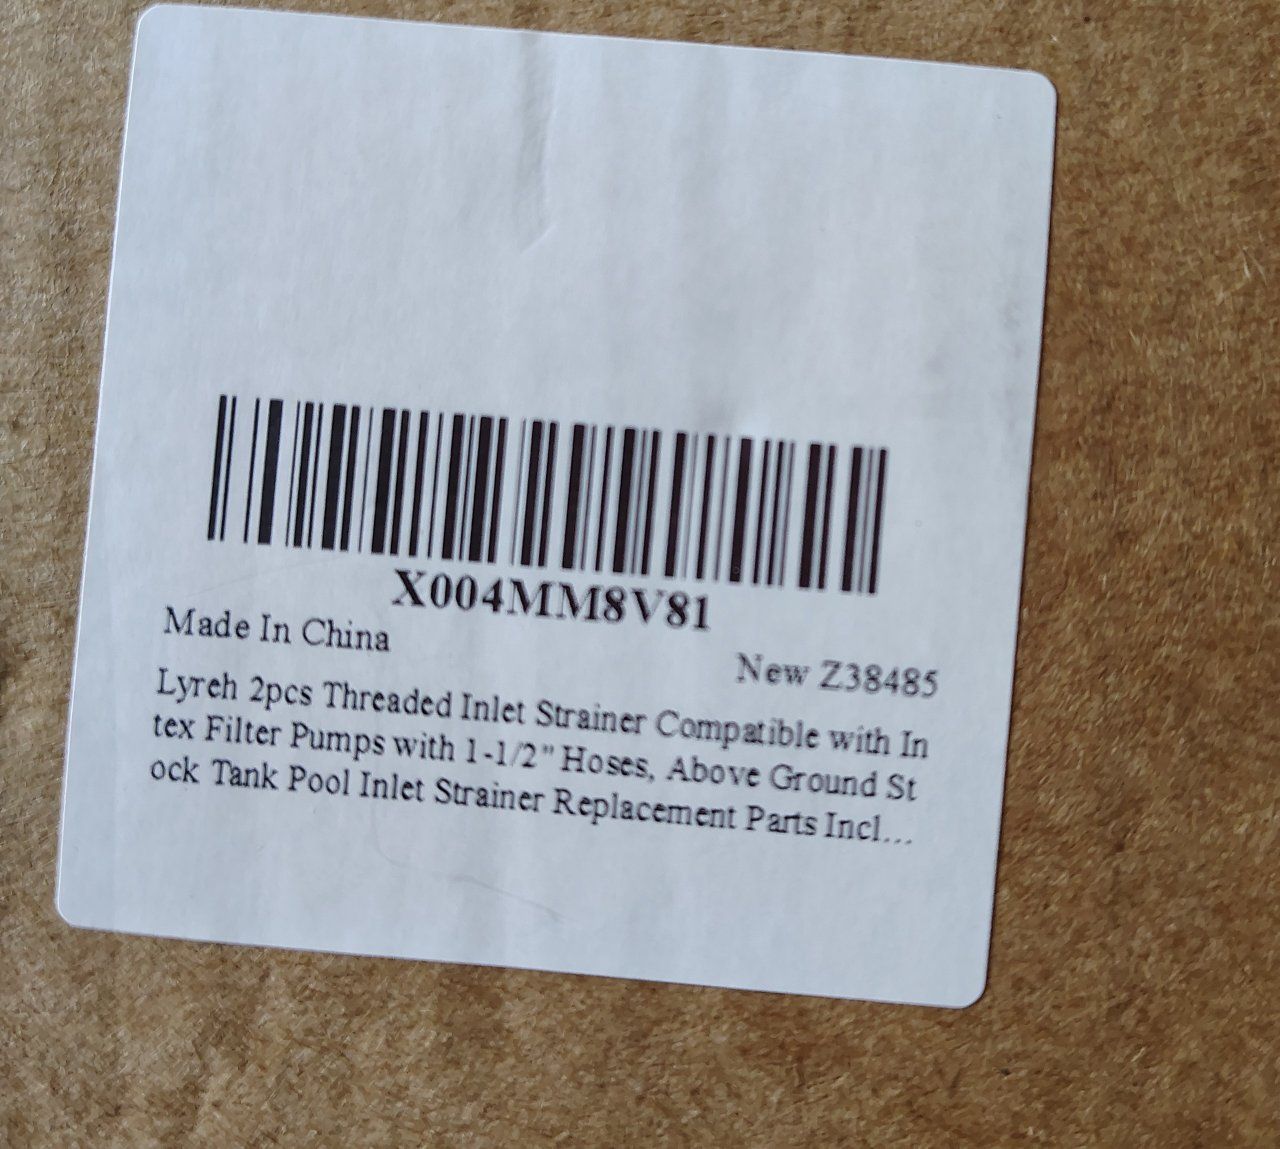 X004MM8V81
Made In China
New Z38485
Lyreh 2pcs Threaded Inlet Strainer Compatible with In
tex Filter Pumps with 1-1/2" Hoses, Above Ground St
ock Tank Pool Inlet Strainer Replacement Parts Incl...